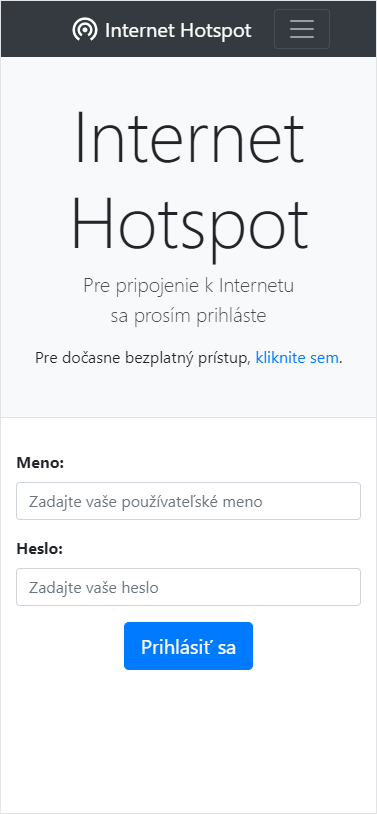 Internet Hotspot
Internet
Hotspot
Pre pripojenie k Internetu
sa prosím prihláste
Pre dočasne bezplatný prístup, kliknite sem.
Meno:
Zadajte vaše používateľské meno
Heslo:
Zadajte vaše heslo
Prihlásiť sa